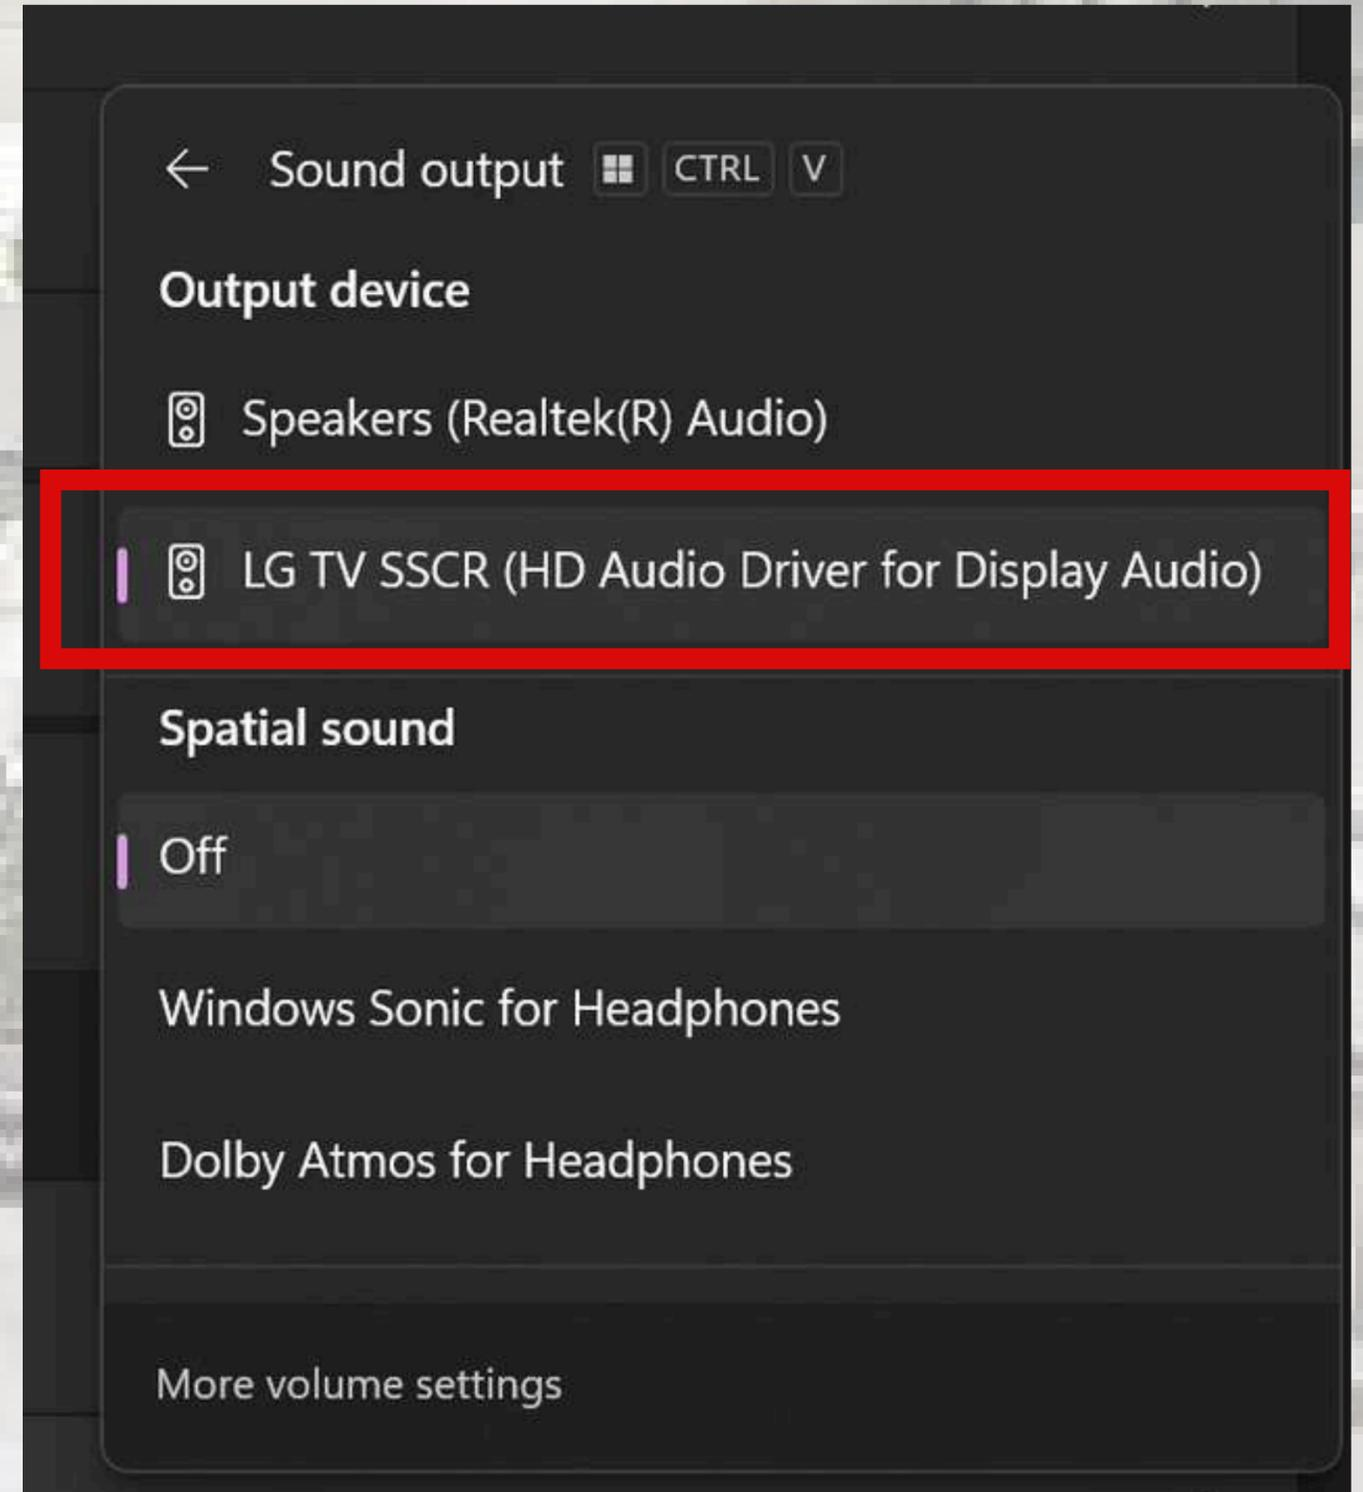 Sound output CTRL V
Output device
Speakers (Realtek(R) Audio)
LG TV SSCR (HD Audio Driver for Display Audio)
Spatial sound
Off
Windows Sonic for Headphones
Dolby Atmos for Headphones
More volume settings